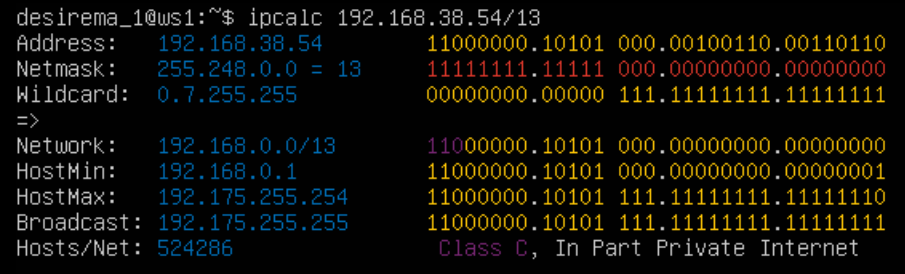 desirema_1@ws1:~$ ipcalc 192.168.38.54/13
Address:   192.168.38.54        11000000.10101 000.00100110.00110110
Netmask:   255.248.0.0 = 13     11111111.11111 000.00000000.00000000
Wildcard:  0.7.255.255          00000000.00000 111.11111111.11111111
=>
Network:   192.168.0.0/13       11000000.10101 000.00000000.00000000
HostMin:   192.168.0.1          11000000.10101 000.00000000.00000001
HostMax:   192.175.255.254      11000000.10101 111.11111111.11111110
Broadcast: 192.175.255.255      11000000.10101 111.11111111.11111111
Hosts/Net: 524286                Class C, In Part Private Internet